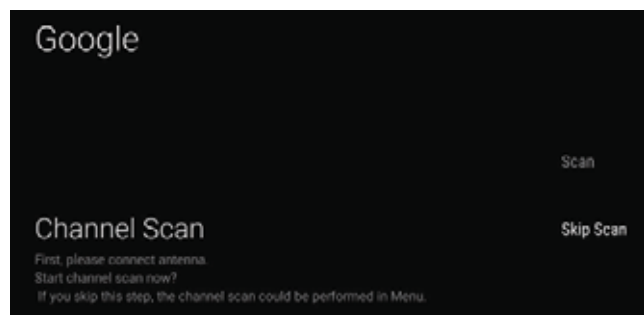 Google
Scan
Channel Scan
Skip Scan
First, please connect antenna.
Start channel scan now?
If you skip this step, the channel scan could be performed in Menu.